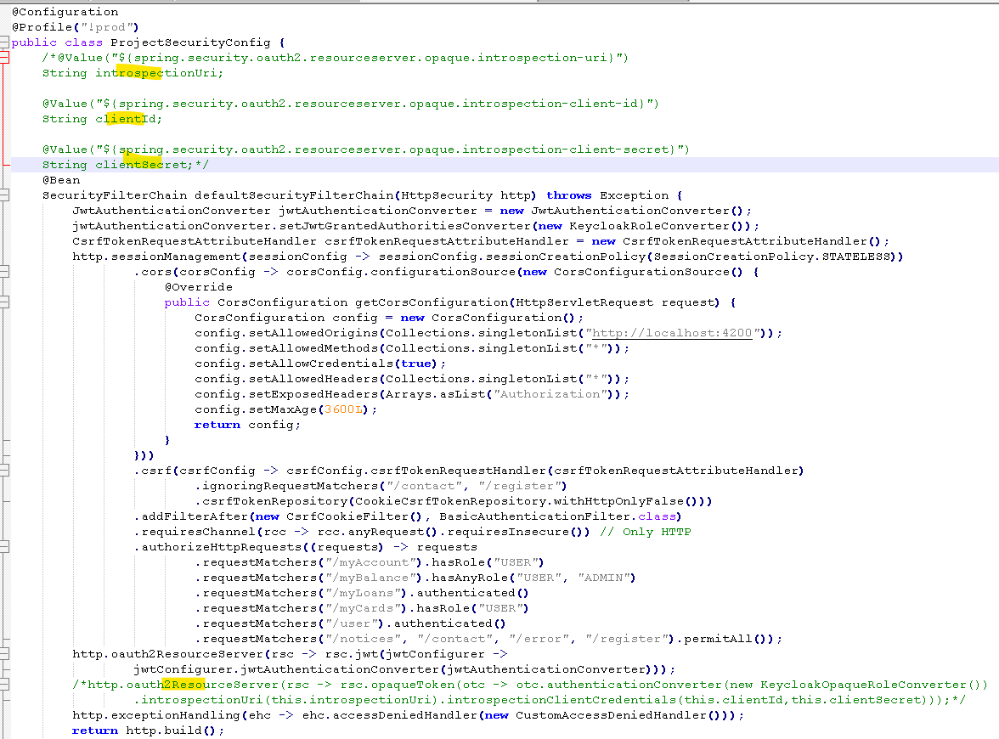 @Configuration
@Profile("!prod")
public class ProjectSecurityConfig {
    /*@Value("${spring.security.oauth2.resourceserver.opaque.introspection-uri}")
    String introspectionUri;

    @Value("${spring.security.oauth2.resourceserver.opaque.introspection-client-id}")
    String clientId;

    @Value("${spring.security.oauth2.resourceserver.opaque.introspection-client-secret}")
    String clientSecret;*/
    @Bean
    SecurityFilterChain defaultSecurityFilterChain(HttpSecurity http) throws Exception {
        JwtAuthenticationConverter jwtAuthenticationConverter = new JwtAuthenticationConverter();
        jwtAuthenticationConverter.setJwtGrantedAuthoritiesConverter(new KeycloakRoleConverter());
        CsrfTokenRequestAttributeHandler csrfTokenRequestAttributeHandler = new CsrfTokenRequestAttributeHandler();
        http.sessionManagement(sessionConfig -> sessionConfig.sessionCreationPolicy(SessionCreationPolicy.STATELESS))
                .cors(corsConfig -> corsConfig.configurationSource(new CorsConfigurationSource() {
                    @Override
                    public CorsConfiguration getCorsConfiguration(HttpServletRequest request) {
                        CorsConfiguration config = new CorsConfiguration();
                        config.setAllowedOrigins(Collections.singletonList("http://localhost:4200"));
                        config.setAllowedMethods(Collections.singletonList("*"));
                        config.setAllowCredentials(true);
                        config.setAllowedHeaders(Collections.singletonList("*"));
                        config.setExposedHeaders(Arrays.asList("Authorization"));
                        config.setMaxAge(3600L);
                        return config;
                    }
                }))
                .csrf(csrfConfig -> csrfConfig.csrfTokenRequestHandler(csrfTokenRequestAttributeHandler)
                        .ignoringRequestMatchers("/contact", "/register")
                        .csrfTokenRepository(CookieCsrfTokenRepository.withHttpOnlyFalse()))
                .addFilterAfter(new CsrfCookieFilter(), BasicAuthenticationFilter.class)
                .requiresChannel(rcc -> rcc.anyRequest().requiresInsecure()) // Only HTTP
                .authorizeHttpRequests((requests) -> requests
                        .requestMatchers("/myAccount").hasRole("USER")
                        .requestMatchers("/myBalance").hasAnyRole("USER", "ADMIN")
                        .requestMatchers("/myLoans").authenticated()
                        .requestMatchers("/myCards").hasRole("USER")
                        .requestMatchers("/user").authenticated()
                        .requestMatchers("/notices", "/contact", "/error", "/register").permitAll());
        http.oauth2ResourceServer(rsc -> rsc.jwt(jwtConfigurer ->
                jwtConfigurer.jwtAuthenticationConverter(jwtAuthenticationConverter)));
        /*http.oauth2ResourceServer(rsc -> rsc.opaqueToken(otc -> otc.authenticationConverter(new KeycloakOpaqueRoleConverter())
                .introspectionUri(this.introspectionUri).introspectionClientCredentials(this.clientId,this.clientSecret)));*/
        http.exceptionHandling(ehc -> ehc.accessDeniedHandler(new CustomAccessDeniedHandler()));
        return http.build();